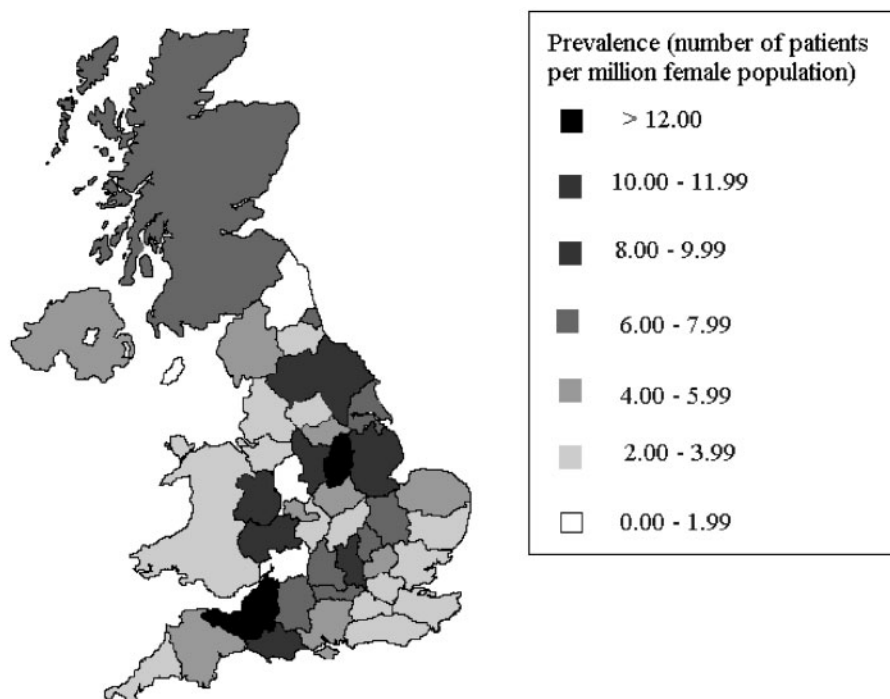 Prevalence (number of patients
per million female population)
> 12.00
10.00 - 11.99
8.00 - 9.99
6.00 - 7.99
4.00 - 5.99
2.00 - 3.99
0.00 - 1.99